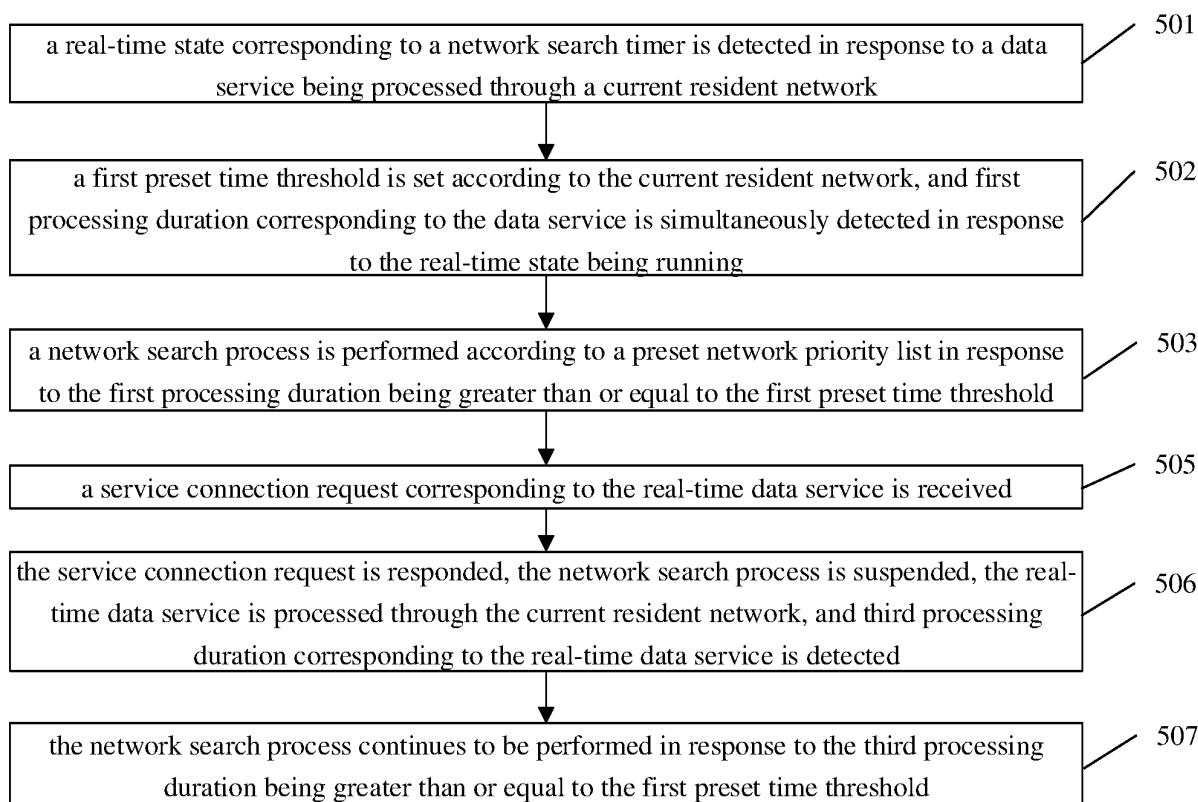 a real-time state corresponding to a network search timer is detected in response to a data
service being processed through a current resident network
501
a first preset time threshold is set according to the current resident network, and first
processing duration corresponding to the data service is simultaneously detected in response
to the real-time state being running
502
a network search process is performed according to a preset network priority list in response
to the first processing duration being greater than or equal to the first preset time threshold
503
a service connection request corresponding to the real-time data service is received
505
the service connection request is responded, the network search process is suspended, the real-
time data service is processed through the current resident network, and third processing
duration corresponding to the real-time data service is detected
506
the network search process continues to be performed in response to the third processing
duration being greater than or equal to the first preset time threshold
507